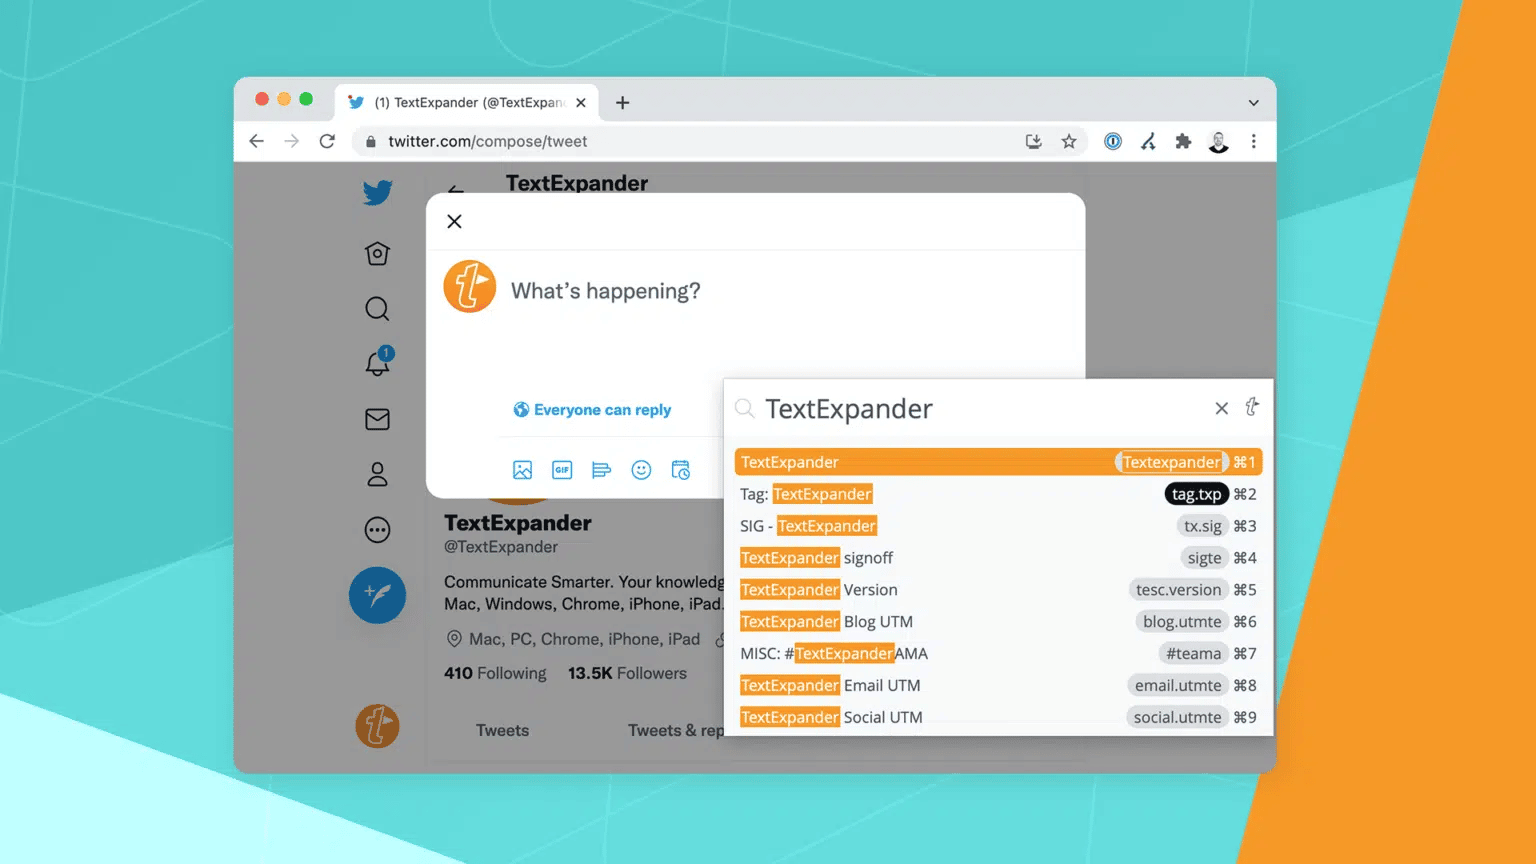 (1) TextExpander (@TextExpan
twitter.com/compose/tweet
TextExpander
What's happening?
Everyone can reply
GIF
1
TextExpander
@TextExpander
Communicate Smarter. Your knowledg
Mac, Windows, Chrome, iPhone, iPad.
Mac, PC, Chrome, iPhone, iPad
410 Following 13.5K Followers
Tweets Tweets & rep
TextExpander
TextExpander Textexpander ⌘1
Tag: TextExpander tag.txp ⌘2
SIG - TextExpander tx.sig ⌘3
TextExpander signoff sigte ⌘4
TextExpander Version tesc.version ⌘5
TextExpander Blog UTM blog.utmte ⌘6
MISC: #TextExpanderAMA #teama ⌘7
TextExpander Email UTM email.utmte ⌘8
TextExpander Social UTM social.utmte ⌘9